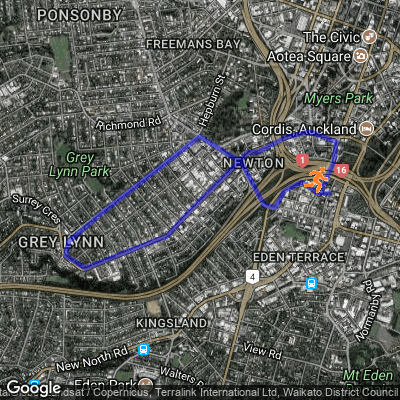 PONSONBY
FREEMANS BAY
The Civic
Aotea Square
Myers Park
Hepburn St
Richmond Rd
Cordis, Auckland
Grey
Lynn Park
NEWTON
1
16
Surrey Cres
GREY LYNN
EDEN TERRACE
4
Normanby Rd
KINGSLAND
New North Rd
View Rd
Mt Eden
Walters
Eden Park
Google
dsat / Copernicus, Terralink International Ltd, Waikato District Council